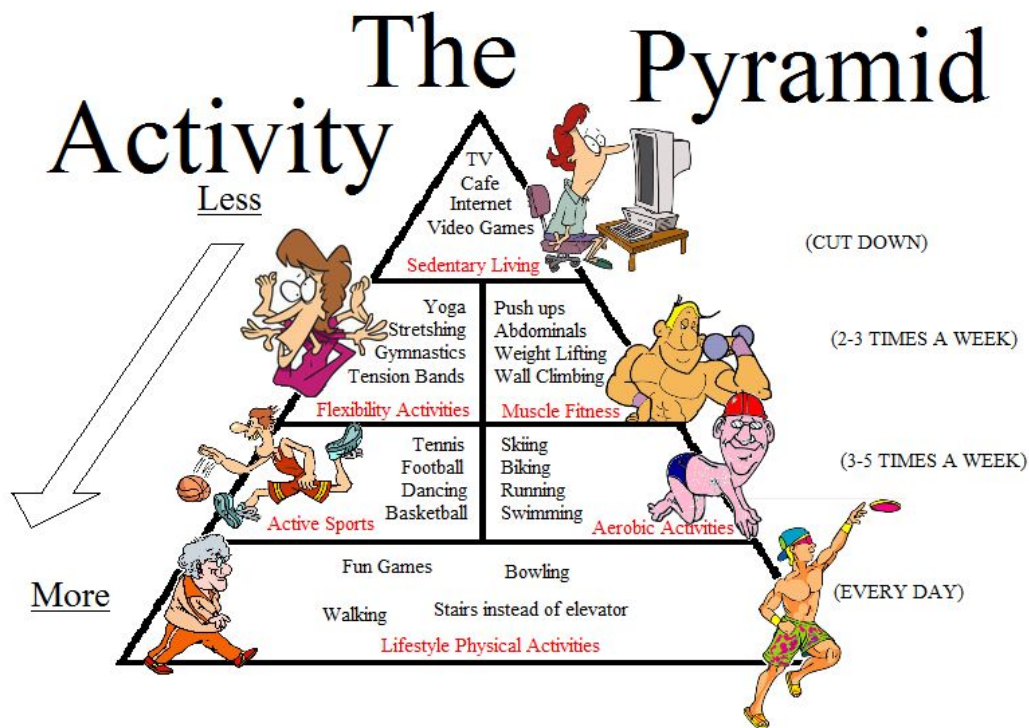 The
Activity
Pyramid
Less
TV
Cafe
Internet
Video Games
Sedentary Living
(CUT DOWN)
Yoga
Stretshing
Gymnastics
Tension Bands
Flexibility Activities
Push ups
Abdominals
Weight Lifting
Wall Climbing
Muscle Fitness
(2-3 TIMES A WEEK)
Tennis
Football
Dancing
Basketball
Active Sports
Skiing
Biking
Running
Swimming
Aerobic Activities
(3-5 TIMES A WEEK)
More
Fun Games
Bowling
Walking
Stairs instead of elevator
Lifestyle Physical Activities
(EVERY DAY)